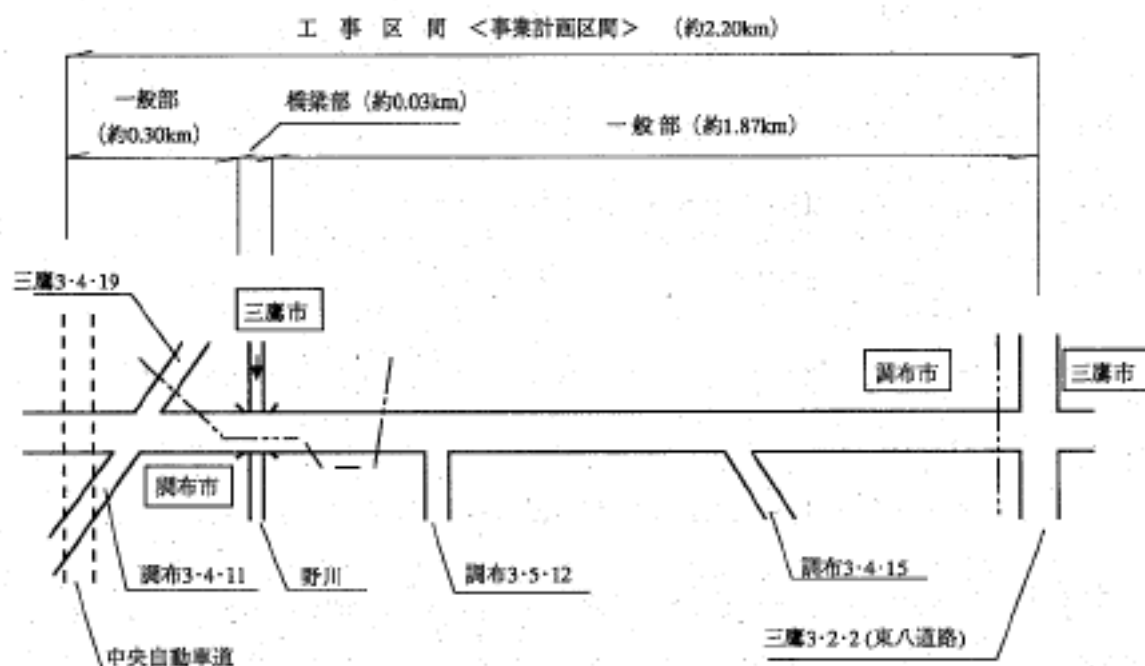 工事区間 <事業計画区間> (約2.20km)
一般部
(約0.30km)
橋梁部 (約0.03km)
一般部 (約1.87km)
三鷹3・4・19
三鷹市
調布市
三鷹市
調布市
調布3・4・11
野川
調布3・5・12
調布3・4・15
三鷹3・2・2 (東八道路)
中央自動車道